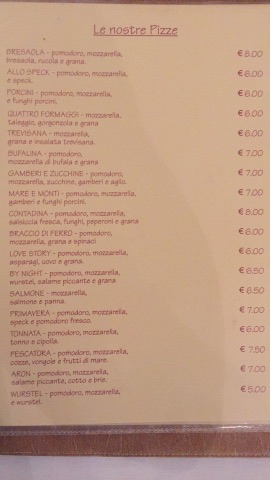 Le nostre Pizze
BRESAOLA - pomodoro, mozzarella, € 8.00
bresaola, rucola e grana.
ALLO SPECK - pomodoro, mozzarella, € 6.00
e speck.
PORCINI - pomodoro, mozzarella, € 6.00
e funghi porcini.
QUATTRO FORMAGGI - mozzarella, € 6.00
taleggio, gorgonzola e grana
TREVISANA - mozzarella, € 6.00
grana e insalata trevisana.
BUFALINA - pomodoro, € 7.00
mozzarella di bufala e grana
GAMBERI E ZUCCHINE - pomodoro, € 7.00
mozzarella, zucchine, gamberi e aglio.
MARE E MONTI - pomodoro, mozzarella, € 7.00
gamberi e funghi porcini.
CONTADINA - pomodoro, mozzarella, € 8.00
salsiccia fresca, funghi, peperoni e grana
BRACCIO DI FERRO - pomodoro, € 6.00
mozzarella, grana e spinaci
LOVE STORY - pomodoro, mozzarella, € 6.00
asparagi, uovo e grana.
BY NIGHT - pomodoro, mozzarella, € 6.50
wurstel, salame piccante e grana
SALMONE - mozzarella, € 6.50
salmone e panna.
PRIMAVERA - pomodoro, mozzarella, € 7.00
speck e pomodoro fresco.
TONNATA - pomodoro, mozzarella, € 6.00
tonno e cipolla.
PESCATORA - pomodoro, mozzarella, € 7.50
cozze, vongole e frutti di mare.
ARON - pomodoro, mozzarella, € 7.00
salame piccante, cotto e brie.
WURSTEL - pomodoro, mozzarella, € 5.00
e wurstel.